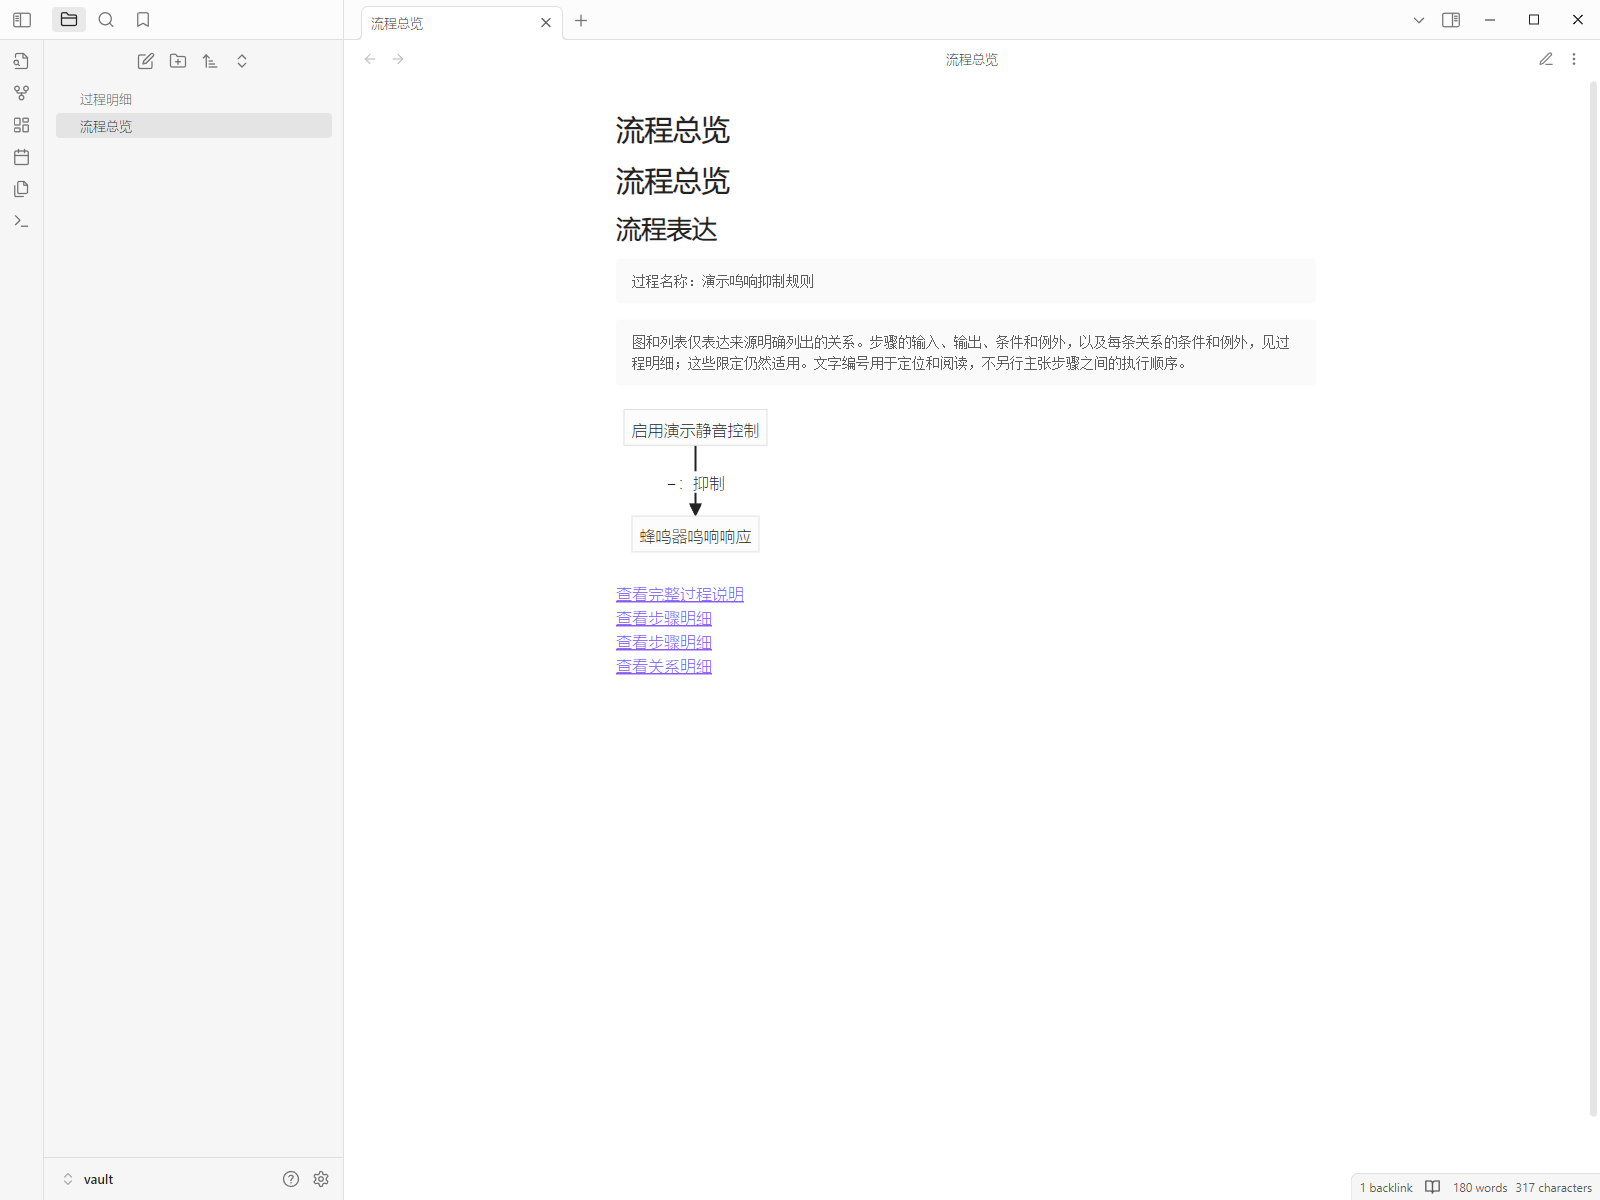 流程总览
流程总览
过程明细
流程总览
流程总览
流程总览
流程表达
过程名称：演示鸣响抑制规则
图和列表仅表达来源明确列出的关系。步骤的输入、输出、条件和例外，以及每条关系的条件和例外，见过
程明细；这些限定仍然适用。文字编号用于定位和阅读，不另行主张步骤之间的执行顺序。
启用演示静音控制
−：抑制
蜂鸣器鸣响响应
查看完整过程说明
查看步骤明细
查看步骤明细
查看关系明细
vault
1 backlink 180 words 317 characters